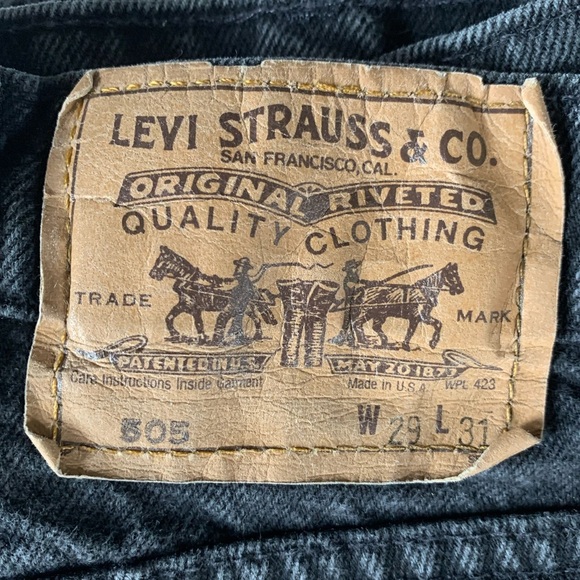 LEVI STRAUSS & CO.
SAN FRANCISCO, CAL.
ORIGINAL RIVETED
QUALITY CLOTHING
TRADE MARK
PATENTED IN U.S. MAY 20 1873
Care Instructions Inside Garment Made in U.S.A. WPL 423
505 W 29 L 31